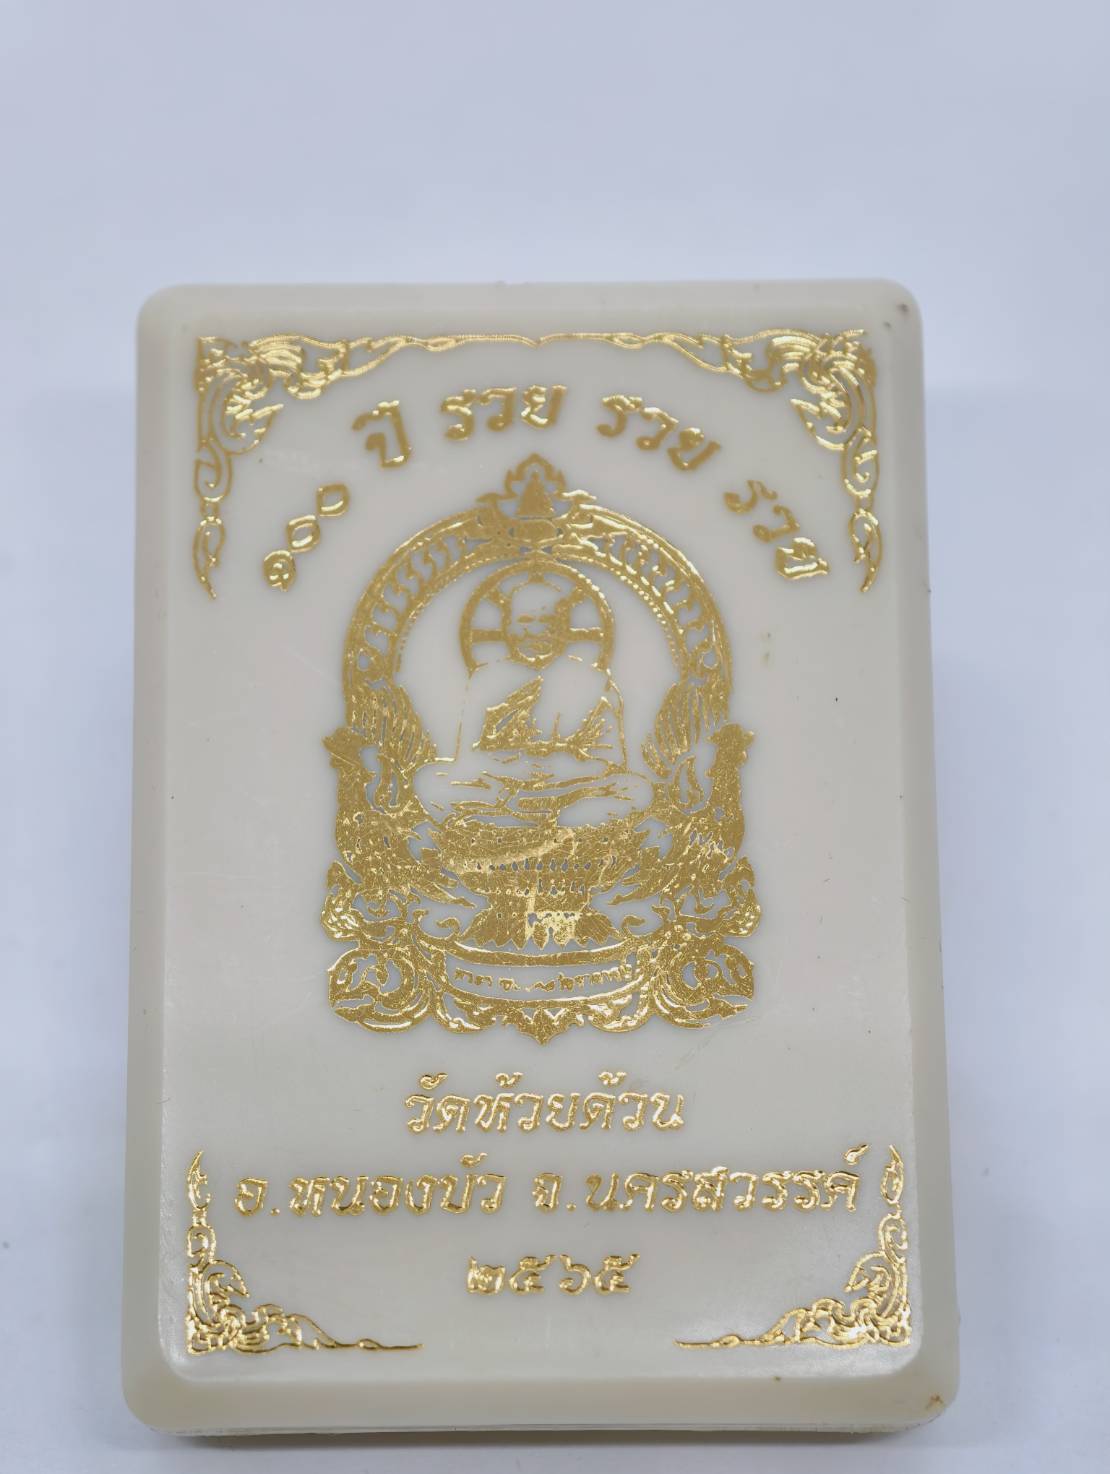 ๑๐๐ ปี รวย รวย รวย
วัดห้วยด้วน
อ.หนองบัว จ.นครสวรรค์
๒๕๖๕